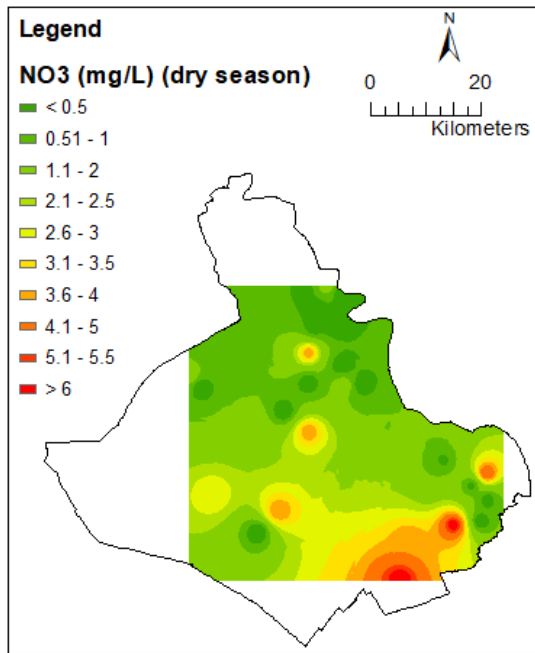 Legend
N
NO3 (mg/L) (dry season)
0 20
Kilometers
< 0.5
0.51 - 1
1.1 - 2
2.1 - 2.5
2.6 - 3
3.1 - 3.5
3.6 - 4
4.1 - 5
5.1 - 5.5
> 6